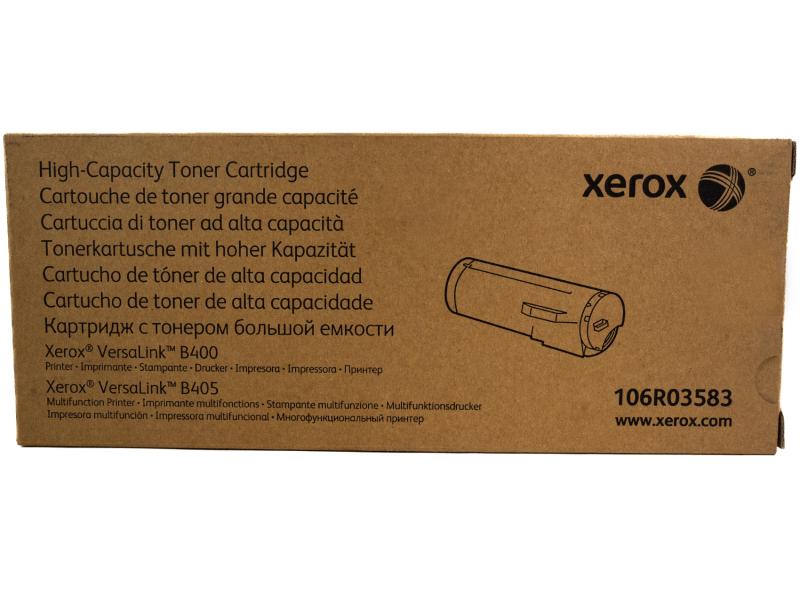 High-Capacity Toner Cartridge
Cartouche de toner grande capacité
Cartuccia di toner ad alta capacità
Tonerkartusche mit hoher Kapazität
Cartucho de tóner de alta capacidad
Cartucho de toner de alta capacidade
Картридж с тонером большой емкости
Xerox® VersaLink™ B400
Printer • Imprimante • Stampante • Drucker • Impresora • Impressora • Принтер
Xerox® VersaLink™ B405
Multifunction Printer • Imprimante multifonctions • Stampante multifunzione • Multifunktionsdrucker
Impresora multifunción • Impressora multifuncional • Многофункциональный принтер
xerox ®
106R03583
www.xerox.com